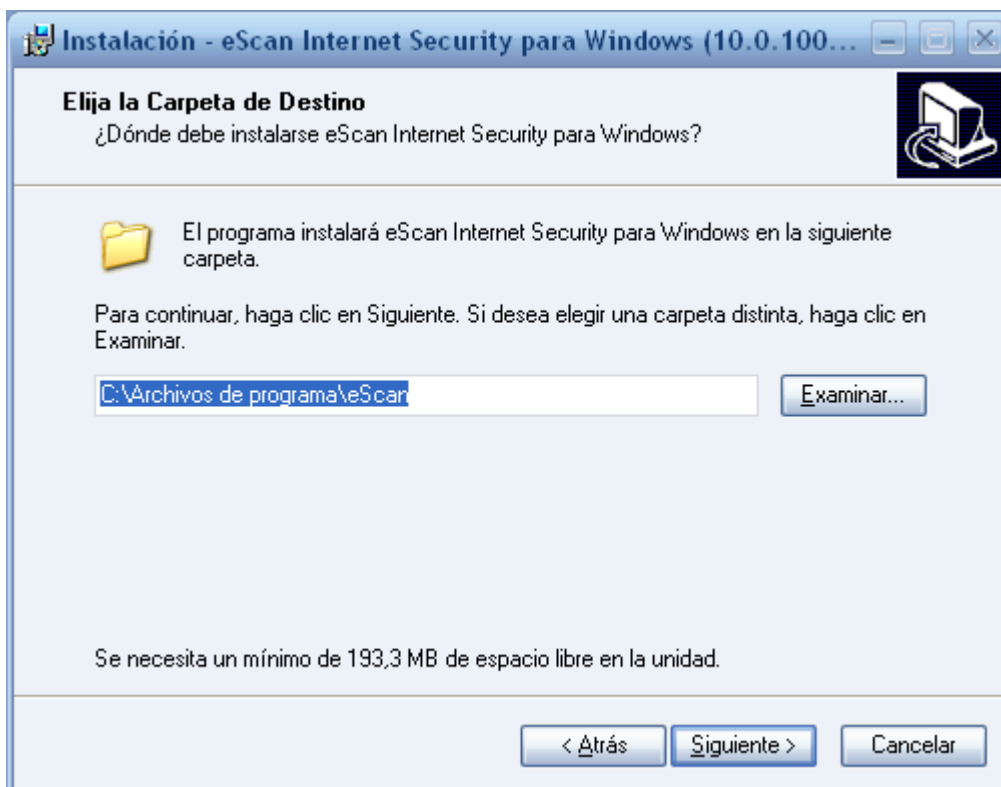 Instalación - eScan Internet Security para Windows (10.0.100...
Elija la Carpeta de Destino
¿Dónde debe instalarse eScan Internet Security para Windows?
El programa instalará eScan Internet Security para Windows en la siguiente
carpeta.
Para continuar, haga clic en Siguiente. Si desea elegir una carpeta distinta, haga clic en
Examinar.
C:\Archivos de programa\eScan
Examinar...
Se necesita un mínimo de 193,3 MB de espacio libre en la unidad.
< Atrás
Siguiente >
Cancelar